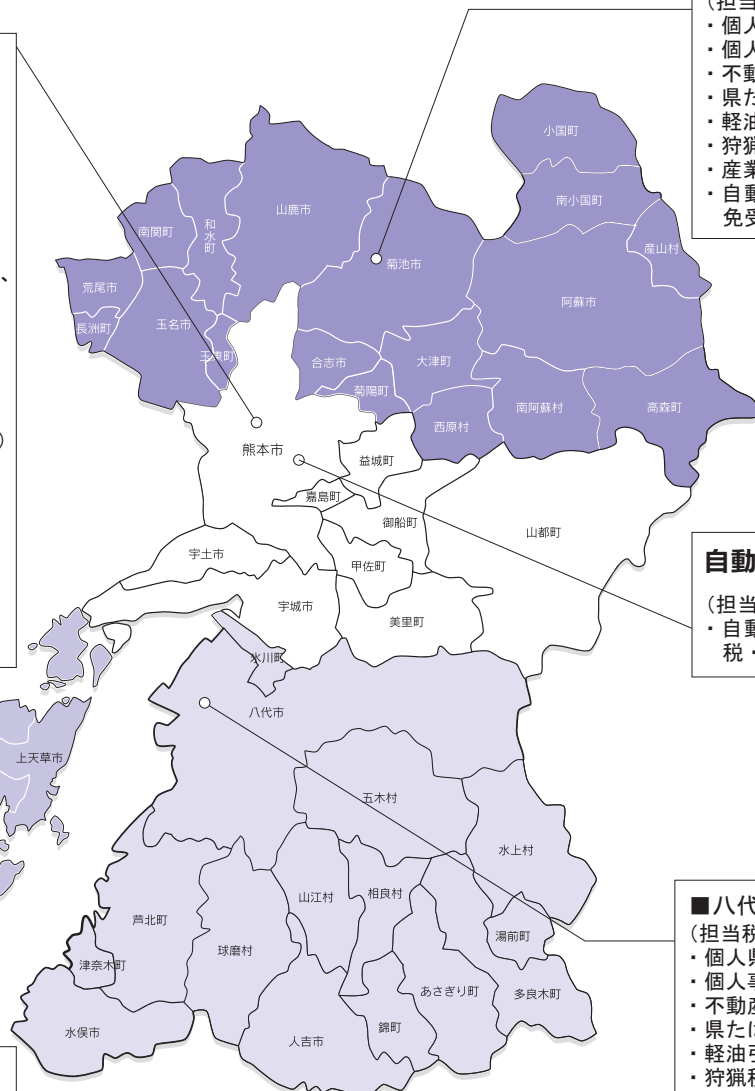 （担当
・個人
・個人
・不動
・県た
・軽油
・狩猟
・産業
・自動
免受
小国町
南小国町
産山村
山鹿市
和水町
南関町
菊池市
荒尾市
阿蘇市
長洲町
玉名市
玉東町
合志市
大津町
菊陽町
南阿蘇村
高森町
西原村
、
）
熊本市
益城町
嘉島町
御船町
山都町
宇土市
甲佐町
宇城市
美里町
自動
（担当
・自動
税・
氷川町
八代市
上天草市
五木村
水上村
山江村
相良村
芦北町
湯前町
球磨村
津奈木町
あさぎり町
多良木町
水俣市
錦町
人吉市
■八代
（担当税
・個人県
・個人事
・不動産
・県たば
・軽油引
・狩猟税